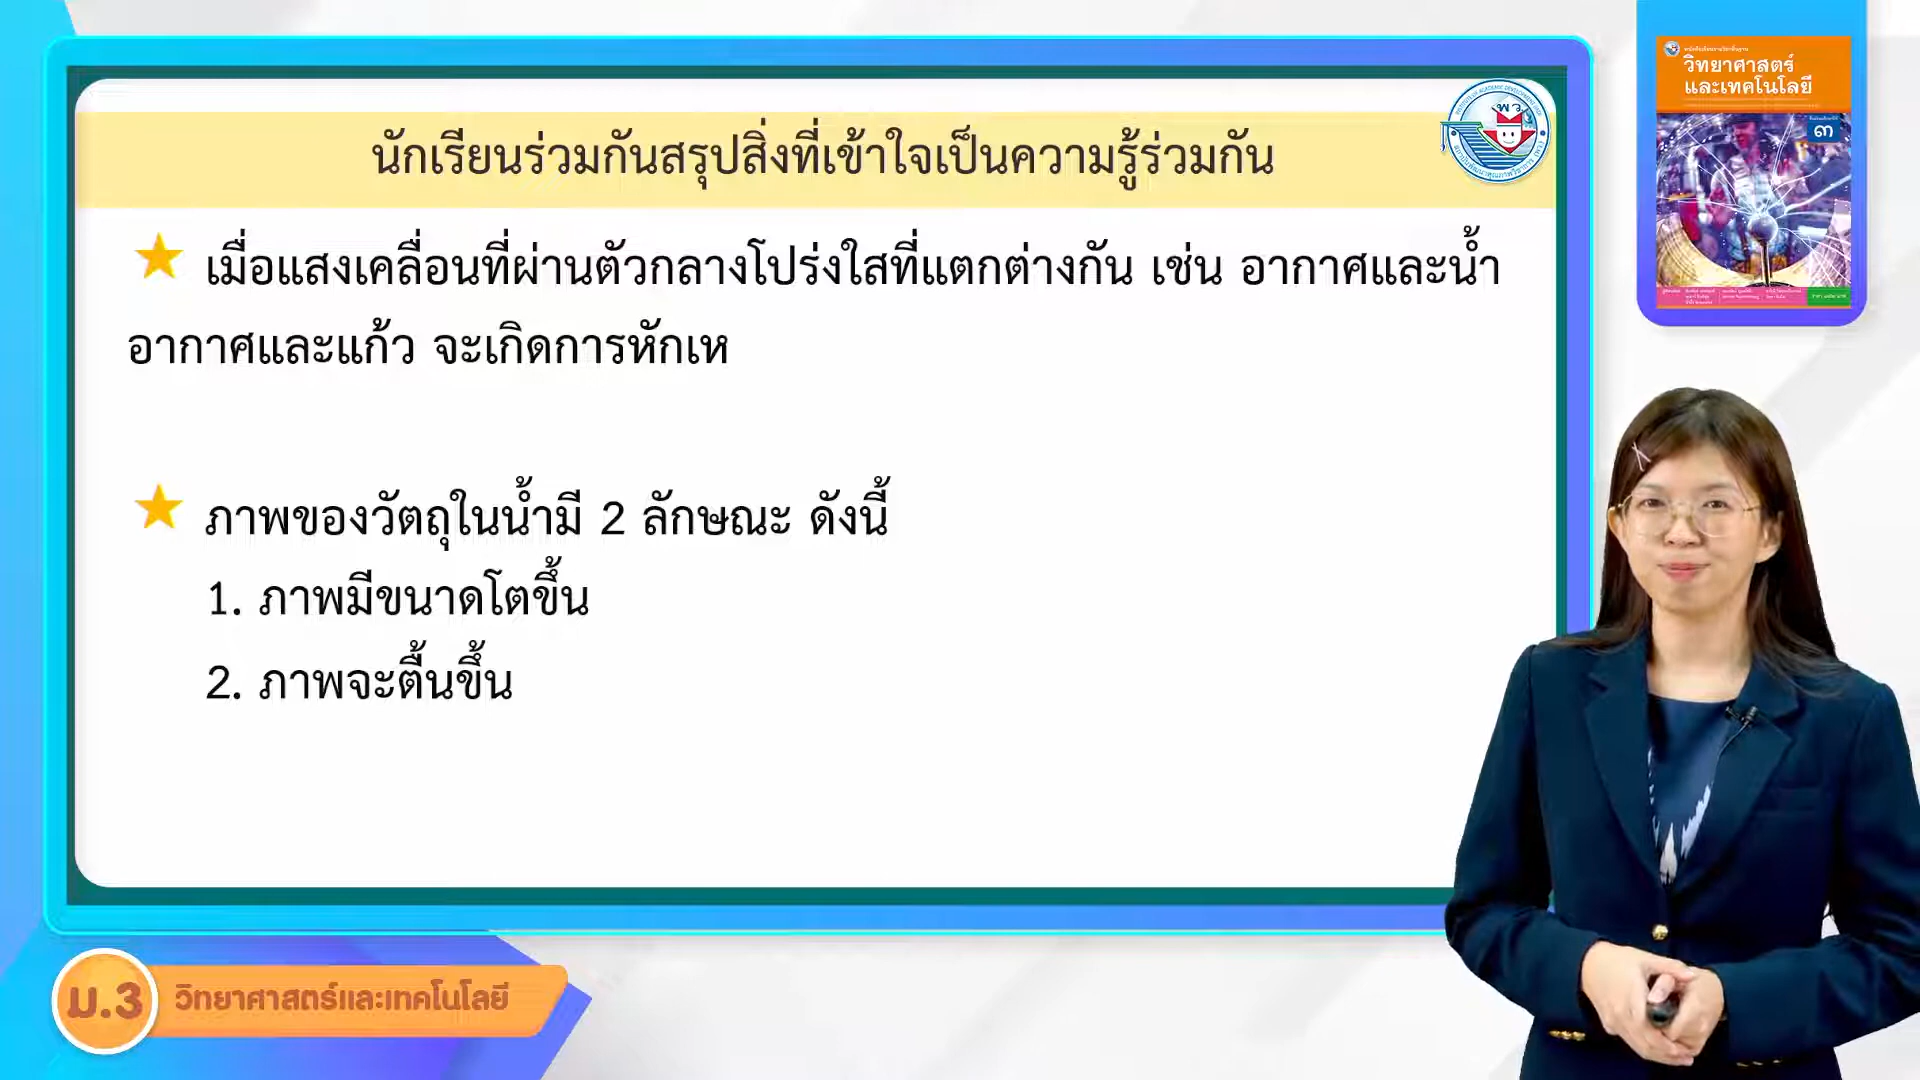 นักเรียนร่วมกันสรุปสิ่งที่เข้าใจเป็นความรู้ร่วมกัน
เมื่อแสงเคลื่อนที่ผ่านตัวกลางโปร่งใสที่แตกต่างกัน เช่น อากาศและน้ำ
อากาศและแก้ว จะเกิดการหักเห
ภาพของวัตถุในน้ำมี 2 ลักษณะ ดังนี้
1. ภาพมีขนาดโตขึ้น
2. ภาพจะตื้นขึ้น
พว.
วิทยาศาสตร์
และเทคโนโลยี
๓
ม.3 วิทยาศาสตร์และเทคโนโลยี